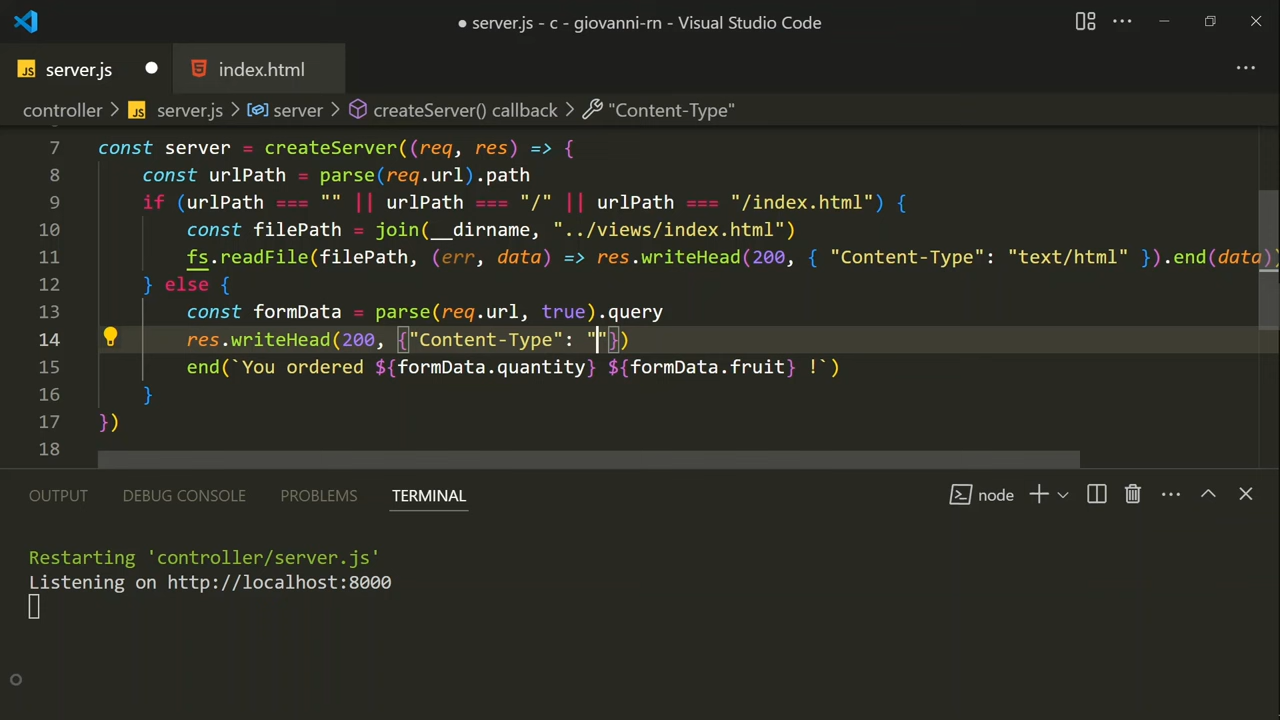 ● server.js - c - giovanni-rn - Visual Studio Code
JS server.js ● index.html
controller > JS server.js > server > createServer() callback > "Content-Type"
7 const server = createServer((req, res) => {
8 const urlPath = parse(req.url).path
9 if (urlPath === "" || urlPath === "/" || urlPath === "/index.html") {
10 const filePath = join(__dirname, "../views/index.html")
11 fs.readFile(filePath, (err, data) => res.writeHead(200, { "Content-Type": "text/html" }).end(data))
12 } else {
13 const formData = parse(req.url, true).query
14 res.writeHead(200, {"Content-Type": ""})
15 end(`You ordered ${formData.quantity} ${formData.fruit} !`)
16 }
17 })
18
OUTPUT DEBUG CONSOLE PROBLEMS TERMINAL node
Restarting 'controller/server.js'
Listening on http://localhost:8000